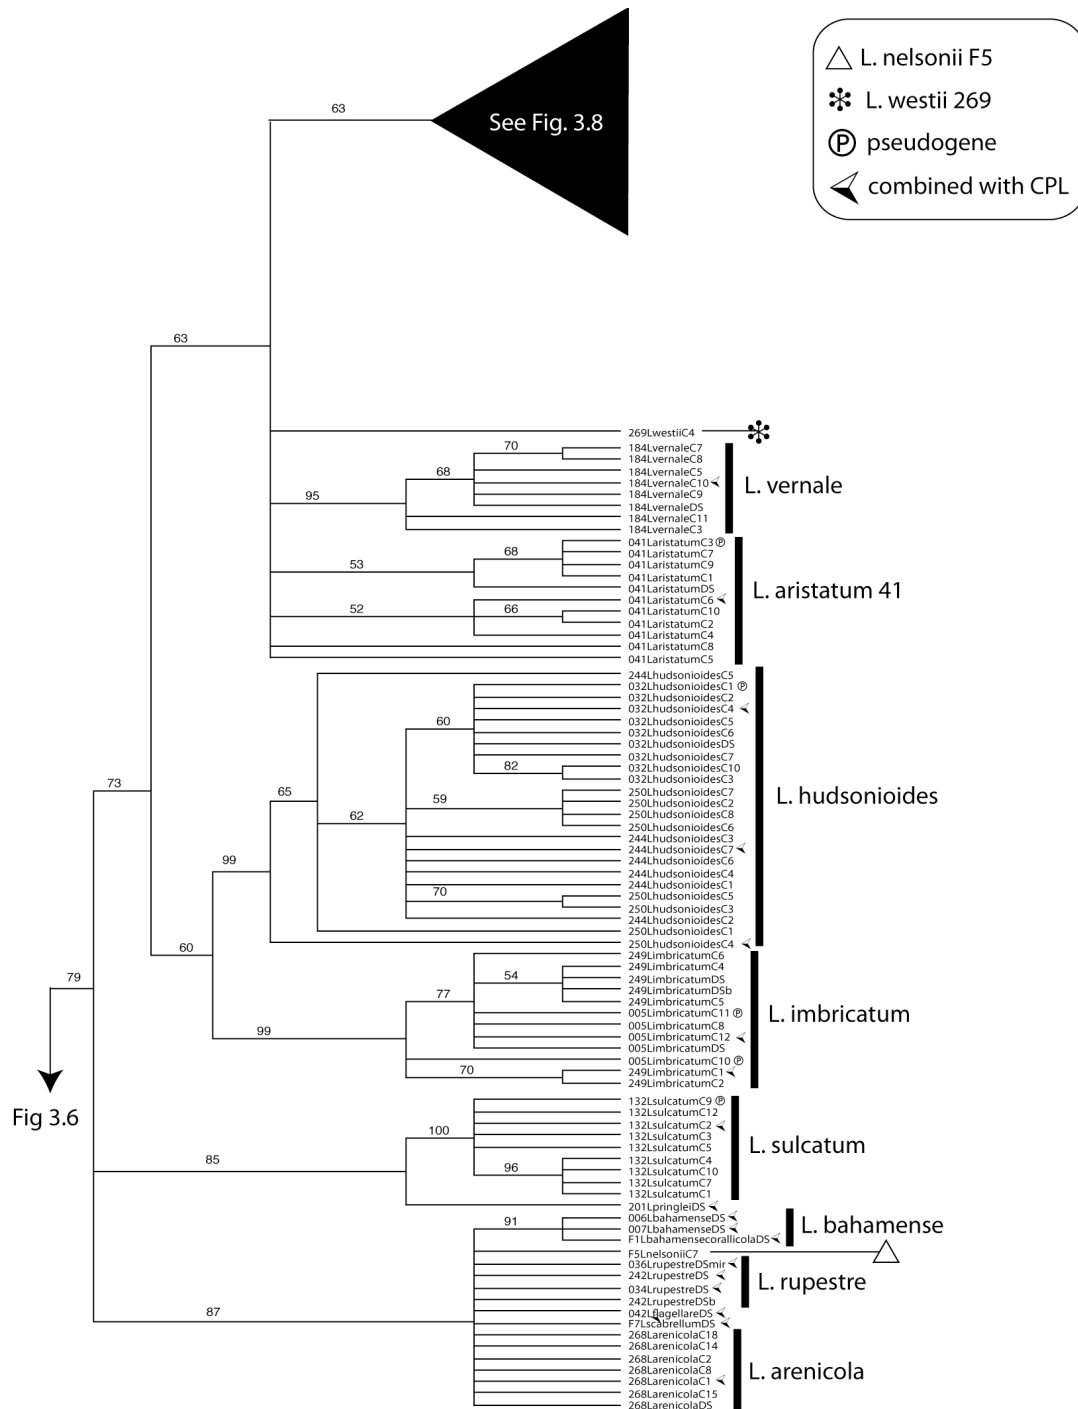 L. nelsonii F5
L. westii 269
P pseudogene
combined with CPL
63
See Fig. 3.8
63
269LwestiiC4
184LvernaleC7
70
184LvernaleC8
184LvernaleC5
68
184LvernaleC10
L. vernale
184LvernaleC9
95
184LvernaleDS
184LvernaleC11
184LvernaleC3
041LaristatumC3 P
68
041LaristatumC7
041LaristatumC9
53
041LaristatumC1
041LaristatumDS
L. aristatum 41
041LaristatumC6
52
66
041LaristatumC10
041LaristatumC2
041LaristatumC4
041LaristatumC8
041LaristatumC5
244LhudsonioidesC5
032LhudsonioidesC1 P
032LhudsonioidesC2
032LhudsonioidesC4
60
032LhudsonioidesC5
032LhudsonioidesC6
032LhudsonioidesDS
032LhudsonioidesC7
82
032LhudsonioidesC10
032LhudsonioidesC3
73
65
59
250LhudsonioidesC7
L. hudsonioides
250LhudsonioidesC2
62
250LhudsonioidesC8
250LhudsonioidesC6
244LhudsonioidesC3
244LhudsonioidesC7
99
244LhudsonioidesC6
244LhudsonioidesC4
244LhudsonioidesC1
70
250LhudsonioidesC5
250LhudsonioidesC3
244LhudsonioidesC2
250LhudsonioidesC1
60
250LhudsonioidesC4
249LimbricatumC6
249LimbricatumC4
79
54
249LimbricatumDS
249LimbricatumDSb
77
249LimbricatumC5
005LimbricatumC11 P
L. imbricatum
99
005LimbricatumC8
005LimbricatumC12
005LimbricatumDS
005LimbricatumC10 P
70
249LimbricatumC1
249LimbricatumC2
Fig 3.6
132LsulcatumC9 P
132LsulcatumC12
132LsulcatumC2
100
132LsulcatumC3
L. sulcatum
132LsulcatumC5
85
132LsulcatumC4
96
132LsulcatumC10
132LsulcatumC7
132LsulcatumC1
201LpringleiDS
91
006LbahamenseDS
L. bahamense
007LbahamenseDS
F1LbahamensecorallicolaDS
F5LnelsoniiC7
036LrupestreDSmir
242LrupestreDS
L. rupestre
034LrupestreDS
242LrupestreDSb
87
042LflagellareDS
F7LscabrellumDS
268LarenicolaC18
268LarenicolaC14
268LarenicolaC2
268LarenicolaC8
L. arenicola
268LarenicolaC1
268LarenicolaC15
268LarenicolaDS